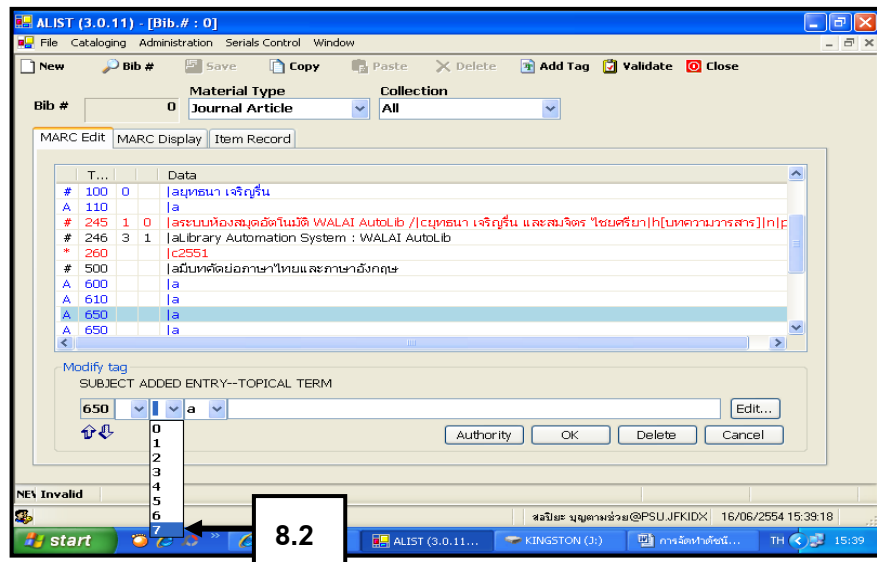 ALIST (3.0.11) - [Bib.# : 0]
File Cataloging Administration Serials Control Window
New Bib # Save Copy Paste Delete Add Tag Validate Close
Material Type Collection
Bib # 0 Journal Article All
MARC Edit MARC Display Item Record
T... Data
# 100 0 |aยุทธนา เจริญรื่น
A 110 |a
# 245 1 0 |aระบบห้องสมุดอัตโนมัติ WALAI AutoLib /|cยุทธนา เจริญรื่น และสมจิตร ไชยศรียา|h[บทความวารสาร]|n|p
# 246 3 1 |aLibrary Automation System : WALAI AutoLib
* 260 |c2551
# 500 |aมีบทคัดย่อภาษาไทยและภาษาอังกฤษ
A 600 |a
A 610 |a
A 650 |a
A 650 |a
Modify tag
SUBJECT ADDED ENTRY--TOPICAL TERM
650 a Edit...
Authority OK Delete Cancel
0
1
2
3
4
5
6
7
8.2
NEW Invalid
สอปิยะ บุญตามช่วย@PSU.JFKIDX 16/06/2554 15:39:18
start ALIST (3.0.11... KINGSTON (J:) การจัดทำดัชนี... TH 15:39